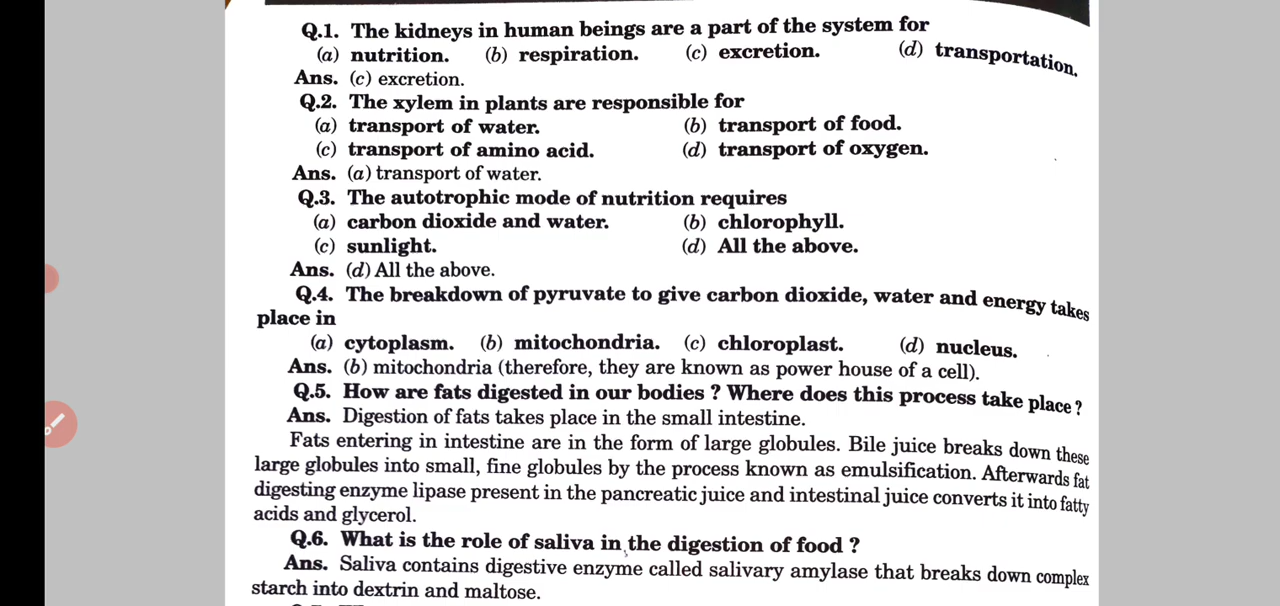 Q.1. The kidneys in human beings are a part of the system for
(a) nutrition. (b) respiration. (c) excretion. (d) transportation.
Ans. (c) excretion.
Q.2. The xylem in plants are responsible for
(a) transport of water. (b) transport of food.
(c) transport of amino acid. (d) transport of oxygen.
Ans. (a) transport of water.
Q.3. The autotrophic mode of nutrition requires
(a) carbon dioxide and water. (b) chlorophyll.
(c) sunlight. (d) All the above.
Ans. (d) All the above.
Q.4. The breakdown of pyruvate to give carbon dioxide, water and energy takes
place in
(a) cytoplasm. (b) mitochondria. (c) chloroplast. (d) nucleus.
Ans. (b) mitochondria (therefore, they are known as power house of a cell).
Q.5. How are fats digested in our bodies ? Where does this process take place ?
Ans. Digestion of fats takes place in the small intestine.
Fats entering in intestine are in the form of large globules. Bile juice breaks down these
large globules into small, fine globules by the process known as emulsification. Afterwards fat
digesting enzyme lipase present in the pancreatic juice and intestinal juice converts it into fatty
acids and glycerol.
Q.6. What is the role of saliva in the digestion of food ?
Ans. Saliva contains digestive enzyme called salivary amylase that breaks down complex
starch into dextrin and maltose.